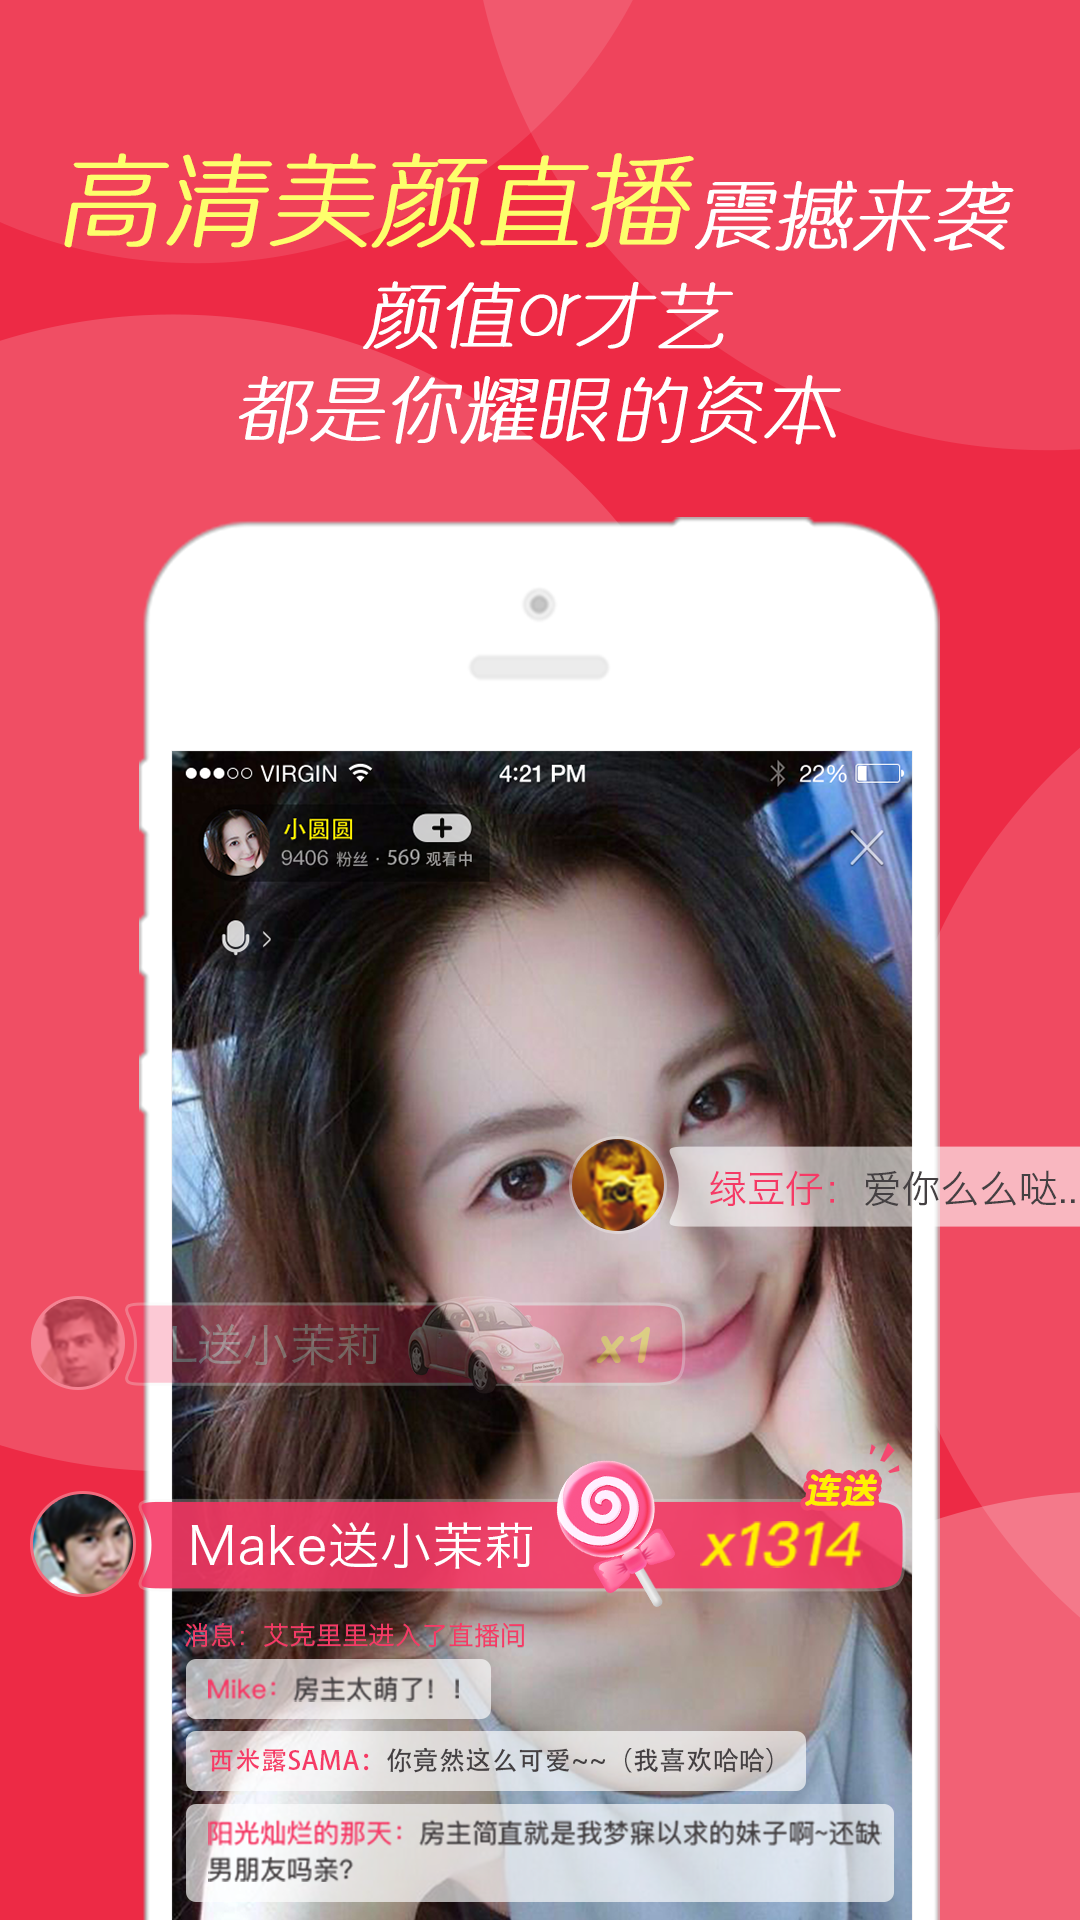 高清美颜直播震撼来袭
颜值or才艺
都是你耀眼的资本
VIRGIN 4:21 PM 22%
小圆圆
9406 粉丝 · 569 观看中
绿豆仔：爱你么么哒...
L送小茉莉 x1
连送
Make送小茉莉 x1314
消息：艾克里里进入了直播间
Mike：房主太萌了！！
西米露SAMA：你竟然这么可爱~~（我喜欢哈哈）
阳光灿烂的那天：房主简直就是我梦寐以求的妹子啊~还缺
男朋友吗亲?